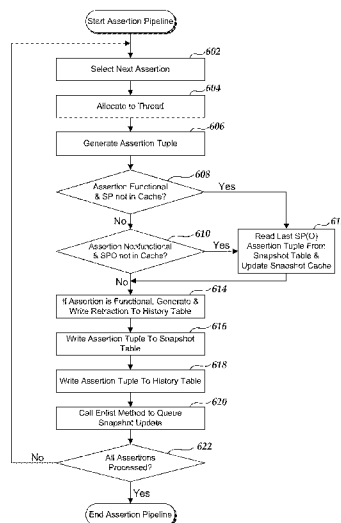 Start Assertion Pipeline
602
Select Next Assertion
604
Allocate to Thread
606
Generate Assertion Tuple
608
Assertion Functional
& SP not in Cache?
Yes
No
610
Assertion Nonfunctional
& SPO not in Cache?
Yes
61
Read Last SP(O)
Assertion Tuple From
Snapshot Table &
Update Snapshot Cache
No
614
If Assertion is Functional, Generate &
Write Retraction To History Table
616
Write Assertion Tuple To Snapshot
Table
618
Write Assertion Tuple To History Table
620
Call Enlist Method to Queue
Snapshot Update
622
No
All Assertions
Processed?
Yes
End Assertion Pipeline